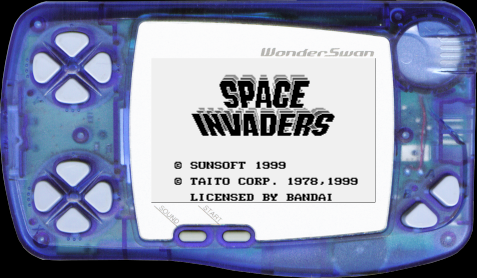 WonderSwan
SPACE
INVADERS
© SUNSOFT 1999
© TAITO CORP. 1978,1999
LICENSED BY BANDAI
SOUND
START